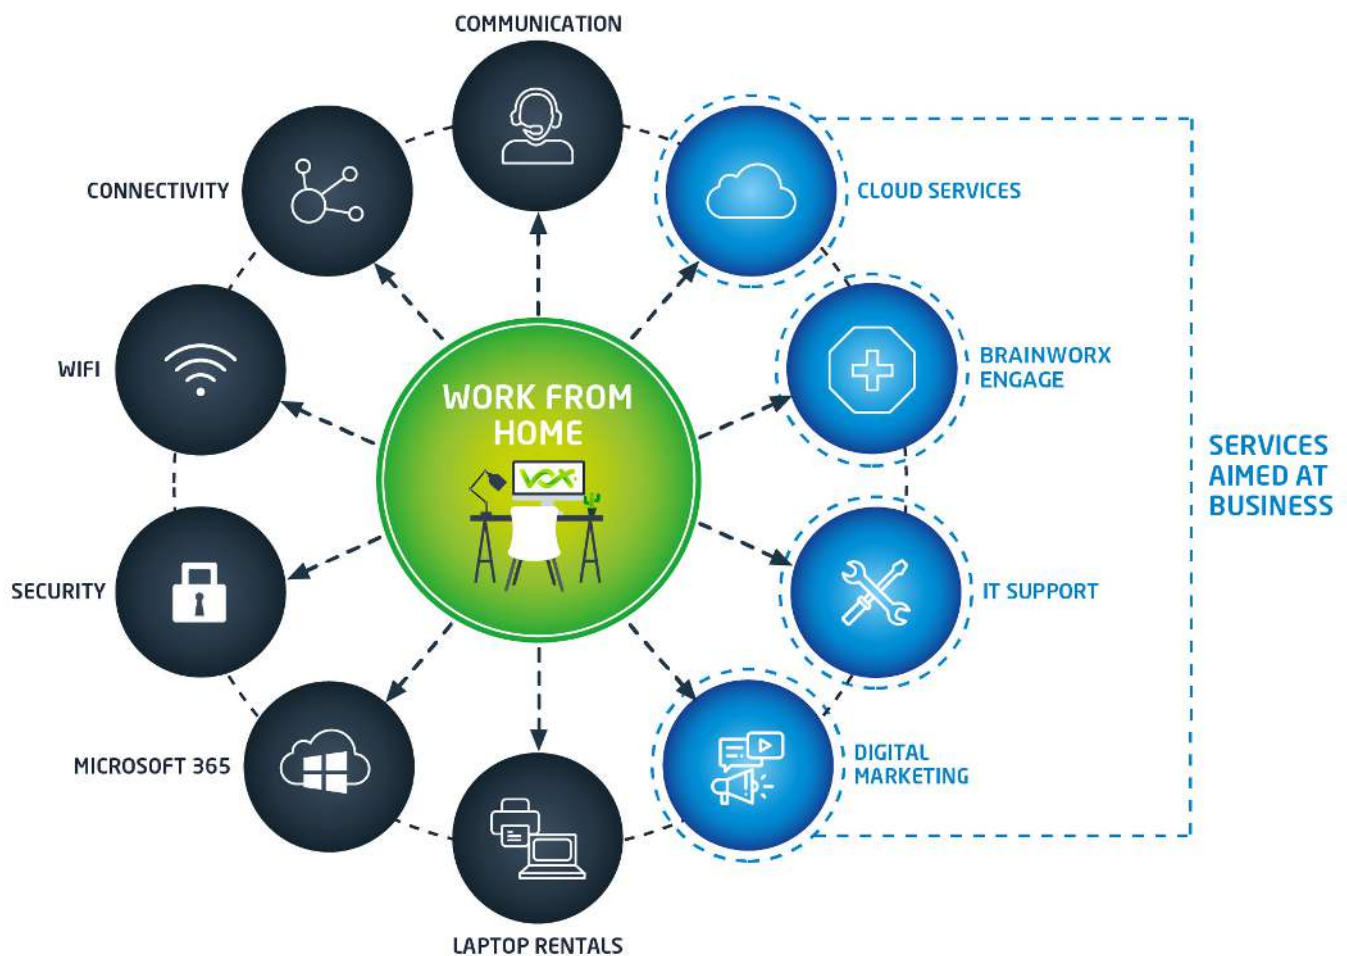 COMMUNICATION
CONNECTIVITY
CLOUD SERVICES
WIFI
BRAINWORX
ENGAGE
WORK FROM
HOME
VOX
SERVICES
AIMED AT
BUSINESS
SECURITY
IT SUPPORT
MICROSOFT 365
DIGITAL
MARKETING
LAPTOP RENTALS